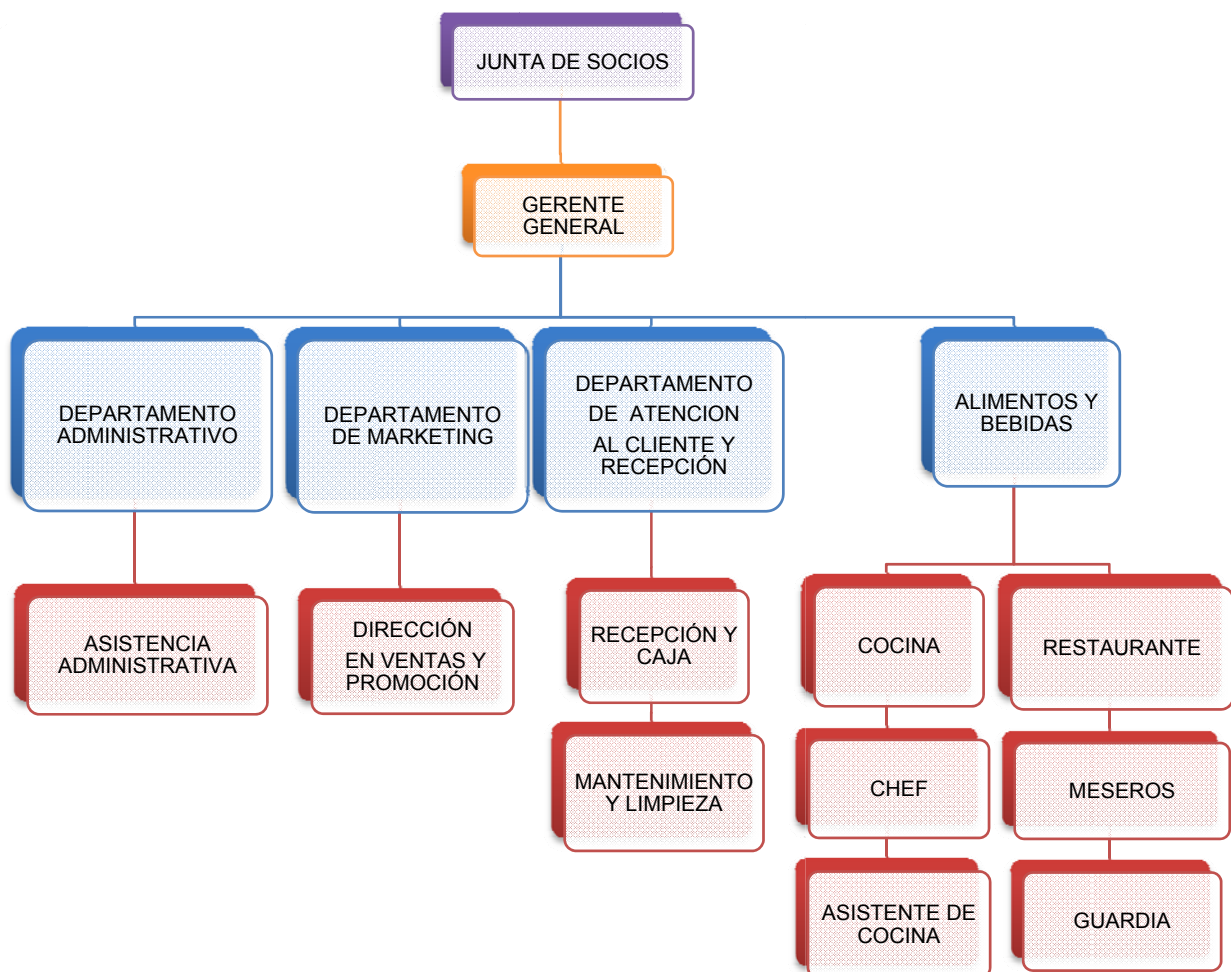 JUNTA DE SOCIOS
GERENTE
GENERAL
DEPARTAMENTO
ADMINISTRATIVO
DEPARTAMENTO
DE MARKETING
DEPARTAMENTO
DE ATENCION
AL CLIENTE Y
RECEPCIÓN
ALIMENTOS Y
BEBIDAS
ASISTENCIA
ADMINISTRATIVA
DIRECCIÓN
EN VENTAS Y
PROMOCIÓN
RECEPCIÓN Y
CAJA
COCINA
RESTAURANTE
MANTENIMIENTO
Y LIMPIEZA
CHEF
MESEROS
ASISTENTE DE
COCINA
GUARDIA